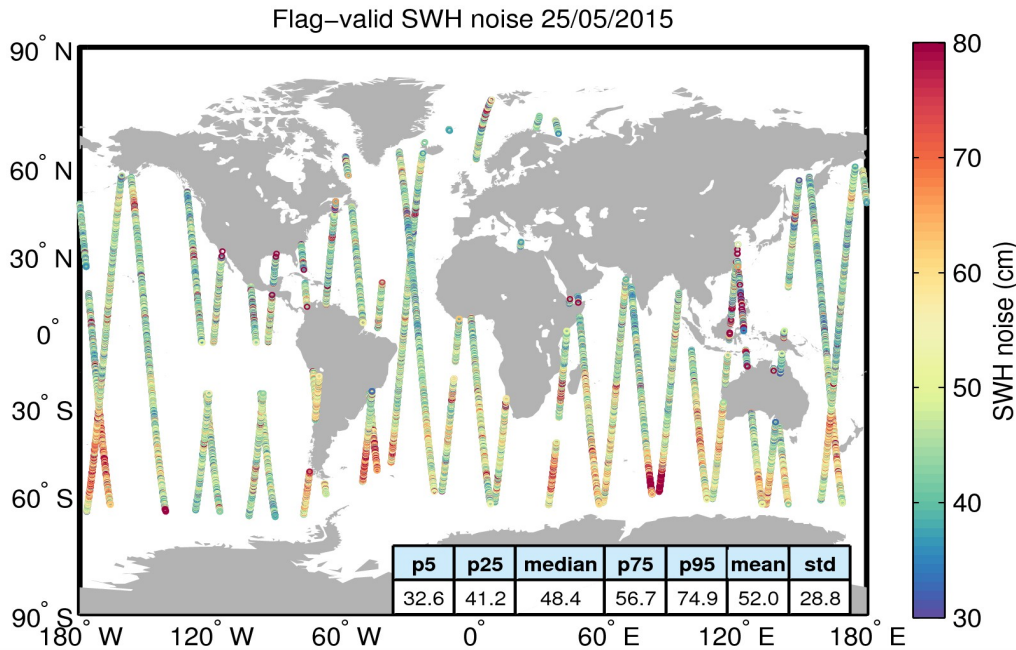 Flag−valid SWH noise 25/05/2015
90° N
60° N
30° N
0°
30° S
60° S
90° S
180° W
120° W
60° W
0°
60° E
120° E
180° E
p5 p25 median p75 p95 mean std
32.6 41.2 48.4 56.7 74.9 52.0 28.8
80
70
60
50
40
30
SWH noise (cm)